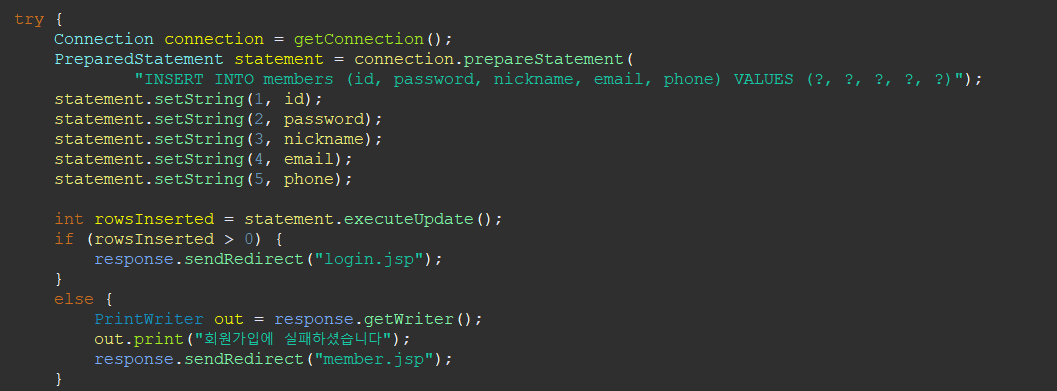 try {
    Connection connection = getConnection();
    PreparedStatement statement = connection.prepareStatement(
            "INSERT INTO members (id, password, nickname, email, phone) VALUES (?, ?, ?, ?, ?)");
    statement.setString(1, id);
    statement.setString(2, password);
    statement.setString(3, nickname);
    statement.setString(4, email);
    statement.setString(5, phone);

    int rowsInserted = statement.executeUpdate();
    if (rowsInserted > 0) {
        response.sendRedirect("login.jsp");
    }
    else {
        PrintWriter out = response.getWriter();
        out.print("회원가입에 실패하셨습니다");
        response.sendRedirect("member.jsp");
    }